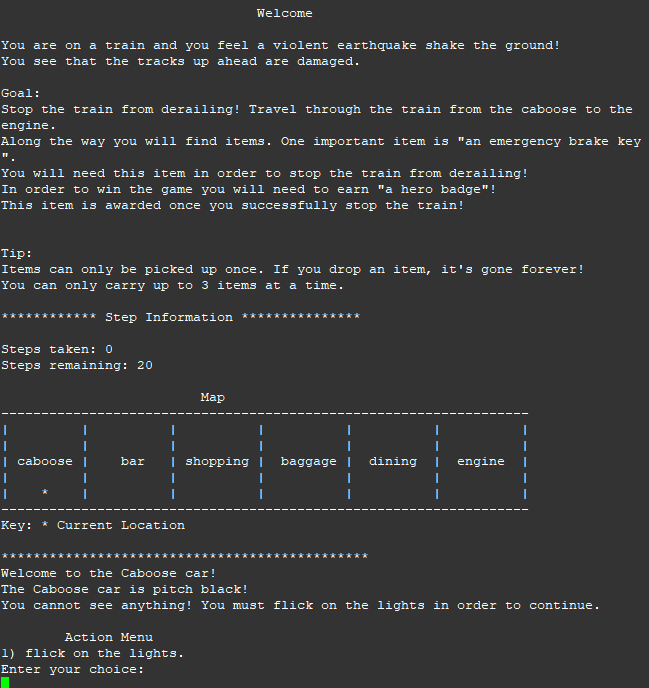 Welcome
You are on a train and you feel a violent earthquake shake the ground!
You see that the tracks up ahead are damaged.
Goal:
Stop the train from derailing! Travel through the train from the caboose to the
engine.
Along the way you will find items. One important item is "an emergency brake key
".
You will need this item in order to stop the train from derailing!
In order to win the game you will need to earn "a hero badge"!
This item is awarded once you successfully stop the train!
Tip:
Items can only be picked up once. If you drop an item, it's gone forever!
You can only carry up to 3 items at a time.
************ Step Information ***************
Steps taken: 0
Steps remaining: 20
Map
------------------------------------------------------------------
|         |          |          |          |          |          |
|         |          |          |          |          |          |
| caboose |    bar   | shopping |  baggage |  dining  |  engine  |
|         |          |          |          |          |          |
|    *    |          |          |          |          |          |
------------------------------------------------------------------
Key: * Current Location
**********************************************
Welcome to the Caboose car!
The Caboose car is pitch black!
You cannot see anything! You must flick on the lights in order to continue.
Action Menu
1) flick on the lights.
Enter your choice: